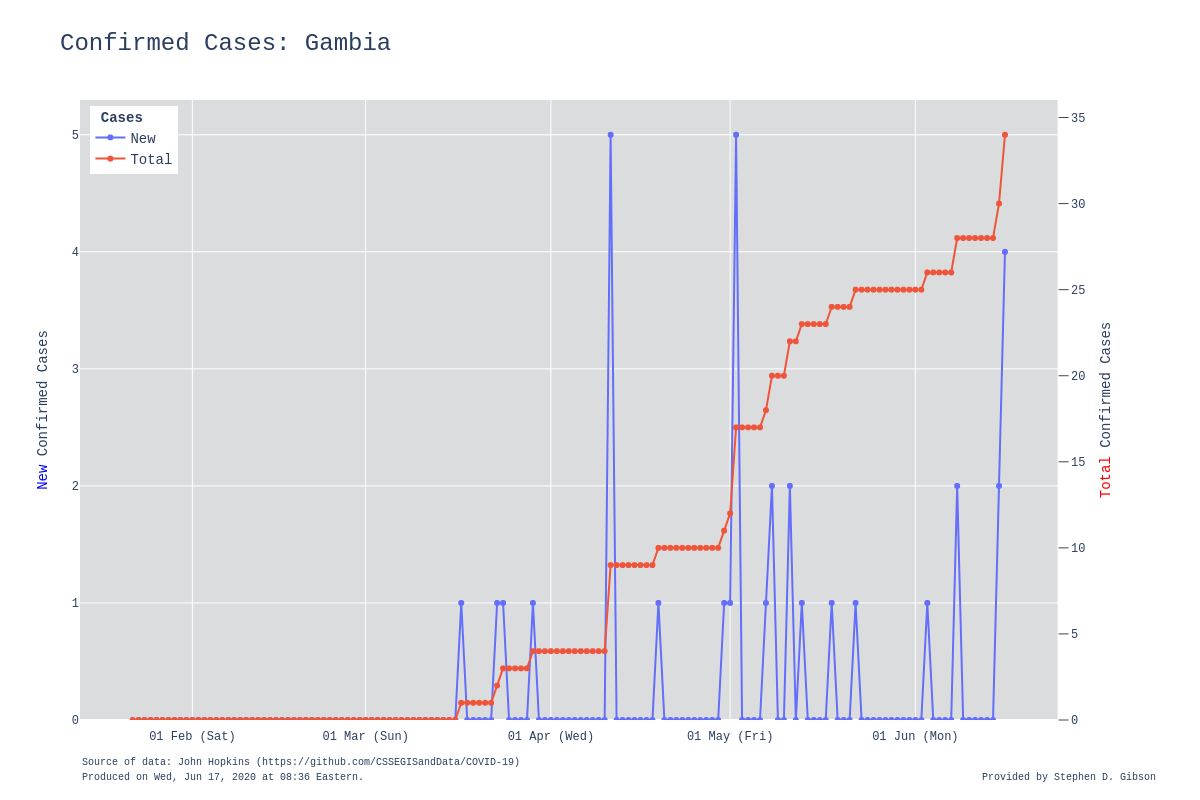 Confirmed Cases: Gambia
Cases
New
Total
5
4
3
2
1
0
New Confirmed Cases
35
30
25
20
15
10
5
0
Total Confirmed Cases
01 Feb (Sat)
01 Mar (Sun)
01 Apr (Wed)
01 May (Fri)
01 Jun (Mon)
Source of data: John Hopkins (https://github.com/CSSEGISandData/COVID-19)
Produced on Wed, Jun 17, 2020 at 08:36 Eastern.
Provided by Stephen D. Gibson